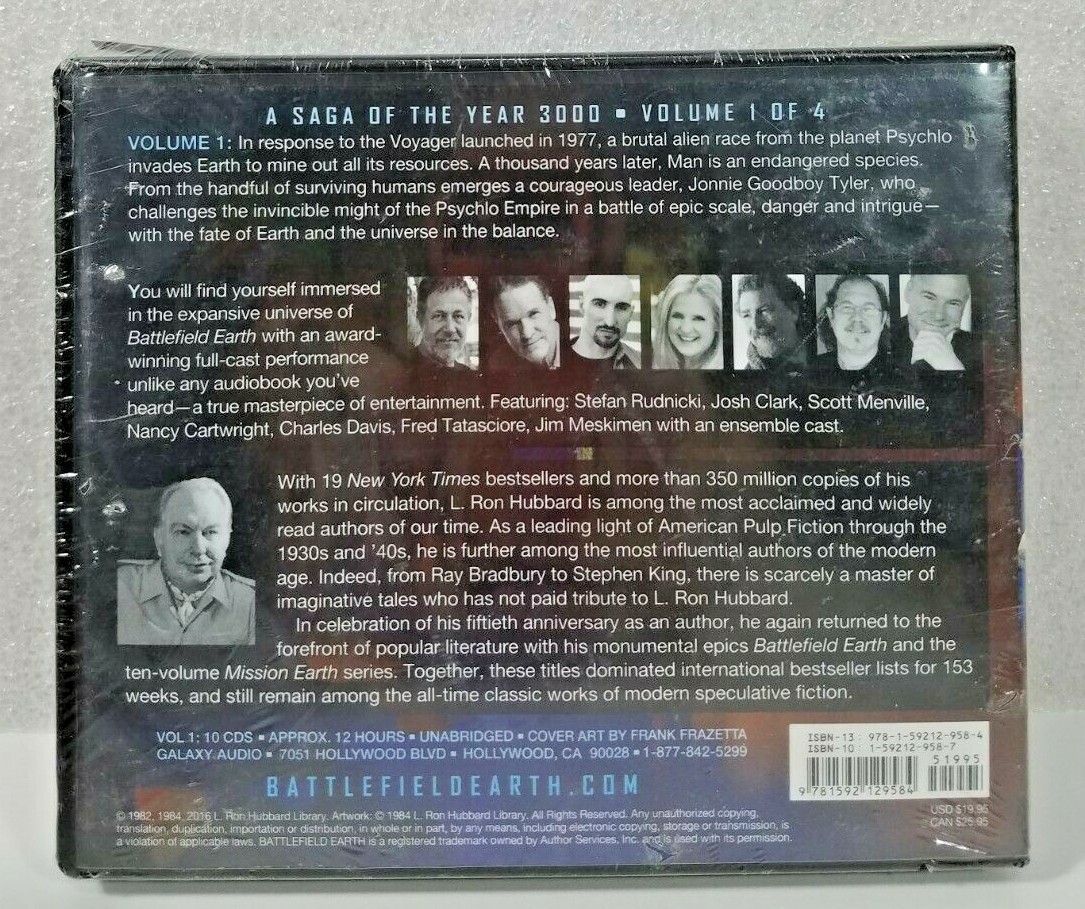 A SAGA OF THE YEAR 3000 ▪ VOLUME 1 OF 4
VOLUME 1: In response to the Voyager launched in 1977, a brutal alien race from the planet Psychlo
invades Earth to mine out all its resources. A thousand years later, Man is an endangered species.
From the handful of surviving humans emerges a courageous leader, Jonnie Goodboy Tyler, who
challenges the invincible might of the Psychlo Empire in a battle of epic scale, danger and intrigue—
with the fate of Earth and the universe in the balance.
You will find yourself immersed
in the expansive universe of
Battlefield Earth with an award-
winning full-cast performance
unlike any audiobook you've
heard—a true masterpiece of entertainment. Featuring: Stefan Rudnicki, Josh Clark, Scott Menville,
Nancy Cartwright, Charles Davis, Fred Tatasciore, Jim Meskimen with an ensemble cast.
With 19 New York Times bestsellers and more than 350 million copies of his
works in circulation, L. Ron Hubbard is among the most acclaimed and widely
read authors of our time. As a leading light of American Pulp Fiction through the
1930s and '40s, he is further among the most influential authors of the modern
age. Indeed, from Ray Bradbury to Stephen King, there is scarcely a master of
imaginative tales who has not paid tribute to L. Ron Hubbard.
In celebration of his fiftieth anniversary as an author, he again returned to the
forefront of popular literature with his monumental epics Battlefield Earth and the
ten-volume Mission Earth series. Together, these titles dominated international bestseller lists for 153
weeks, and still remain among the all-time classic works of modern speculative fiction.
VOL 1: 10 CDS ▪ APPROX. 12 HOURS ▪ UNABRIDGED ▪ COVER ART BY FRANK FRAZETTA
GALAXY AUDIO ▪ 7051 HOLLYWOOD BLVD ▪ HOLLYWOOD, CA 90028 ▪ 1-877-842-5299
BATTLEFIELDEARTH.COM
ISBN-13: 978-1-59212-958-4
ISBN-10: 1-59212-958-7
51995
9 781592 129584
USD $19.95
CAN $25.95
© 1982, 1984, 2016 L. Ron Hubbard Library. Artwork: © 1984 L. Ron Hubbard Library. All Rights Reserved. Any unauthorized copying,
translation, duplication, importation or distribution, in whole or in part, by any means, including electronic copying, storage or transmission, is
a violation of applicable laws. BATTLEFIELD EARTH is a registered trademark owned by Author Services, Inc. and is used with its permission.